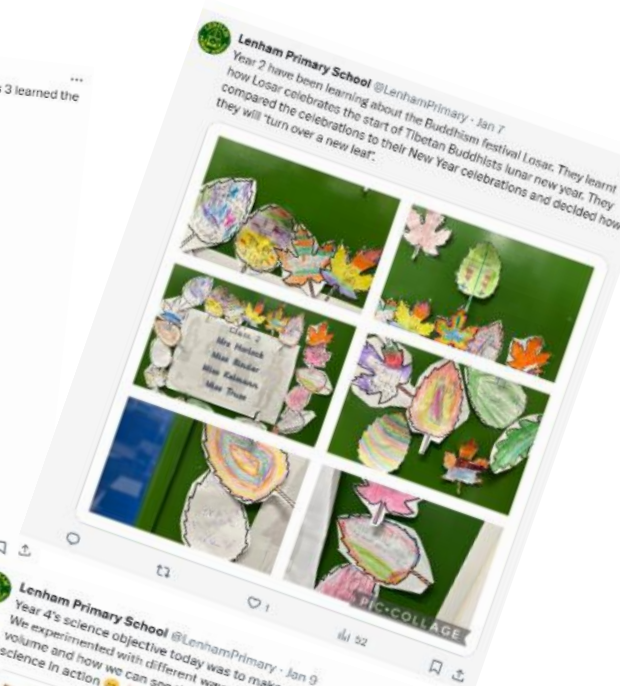 s 3 learned the
Lenham Primary School @LenhamPrimary · Jan 7
Year 2 have been learning about the Buddhism festival Losar. They learnt
how Losar celebrates the start of Tibetan Buddhists lunar new year. They
compared the celebrations to their New Year celebrations and decided how
they will "turn over a new leaf".
Class 2
Mrs
Miss
Miss
Miss
PIC•COLLAGE
1
52
Lenham Primary School @LenhamPrimary · Jan 9
Year 4's science objective today was to make
We experimented with different
volume and how we can see
science in action